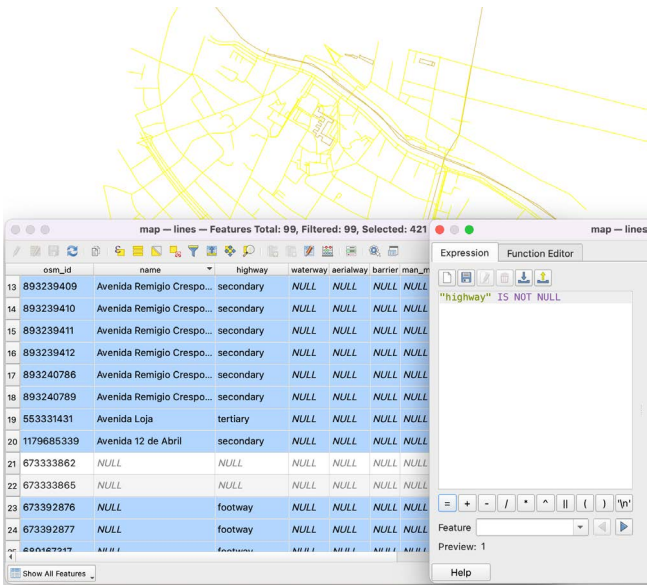 map — lines — Features Total: 99, Filtered: 99, Selected: 421
osm_id name highway waterway aerialway barrier man_m
13 893239409 Avenida Remigio Crespo... secondary NULL NULL NULL NULL
14 893239410 Avenida Remigio Crespo... secondary NULL NULL NULL NULL
15 893239411 Avenida Remigio Crespo... secondary NULL NULL NULL NULL
16 893239412 Avenida Remigio Crespo... secondary NULL NULL NULL NULL
17 893240786 Avenida Remigio Crespo... secondary NULL NULL NULL NULL
18 893240789 Avenida Remigio Crespo... secondary NULL NULL NULL NULL
19 553331431 Avenida Loja tertiary NULL NULL NULL NULL
20 1179685339 Avenida 12 de Abril secondary NULL NULL NULL NULL
21 673333862 NULL NULL NULL NULL NULL NULL
22 673333865 NULL NULL NULL NULL NULL NULL
23 673392876 NULL footway NULL NULL NULL NULL
24 673392877 NULL footway NULL NULL NULL NULL
Show All Features
map — lines
Expression Function Editor
"highway" IS NOT NULL
= + - / * ^ || ( ) '\n'
Feature
Preview: 1
Help